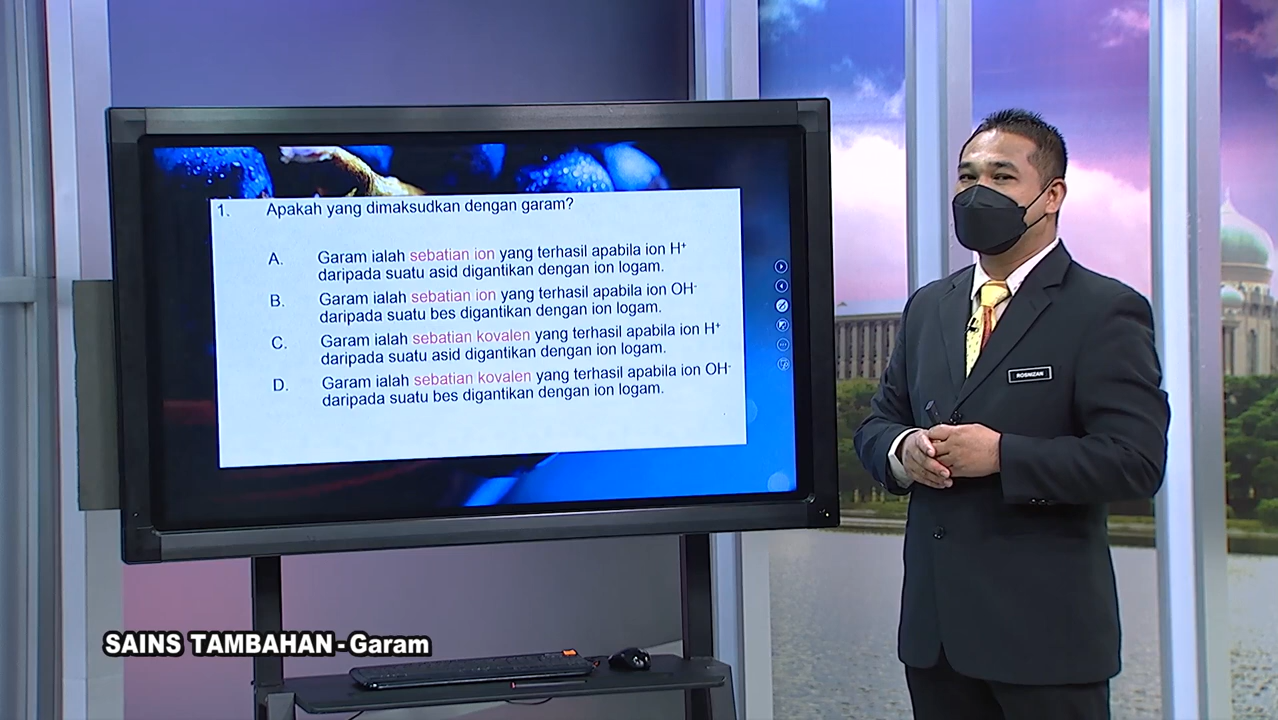 1. Apakah yang dimaksudkan dengan garam?
A. Garam ialah sebatian ion yang terhasil apabila ion H⁺
daripada suatu asid digantikan dengan ion logam.
B. Garam ialah sebatian ion yang terhasil apabila ion OH⁻
daripada suatu bes digantikan dengan ion logam.
C. Garam ialah sebatian kovalen yang terhasil apabila ion H⁺
daripada suatu asid digantikan dengan ion logam.
D. Garam ialah sebatian kovalen yang terhasil apabila ion OH⁻
daripada suatu bes digantikan dengan ion logam.
ROSNIZAN
SAINS TAMBAHAN - Garam